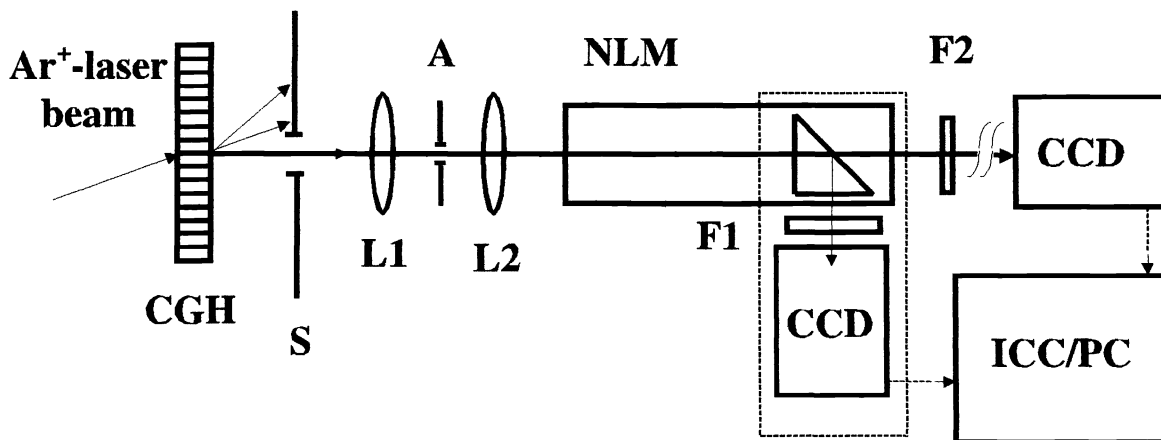 Ar⁺-laser
beam
CGH
S
L1
A
L2
NLM
F1
CCD
F2
CCD
ICC/PC